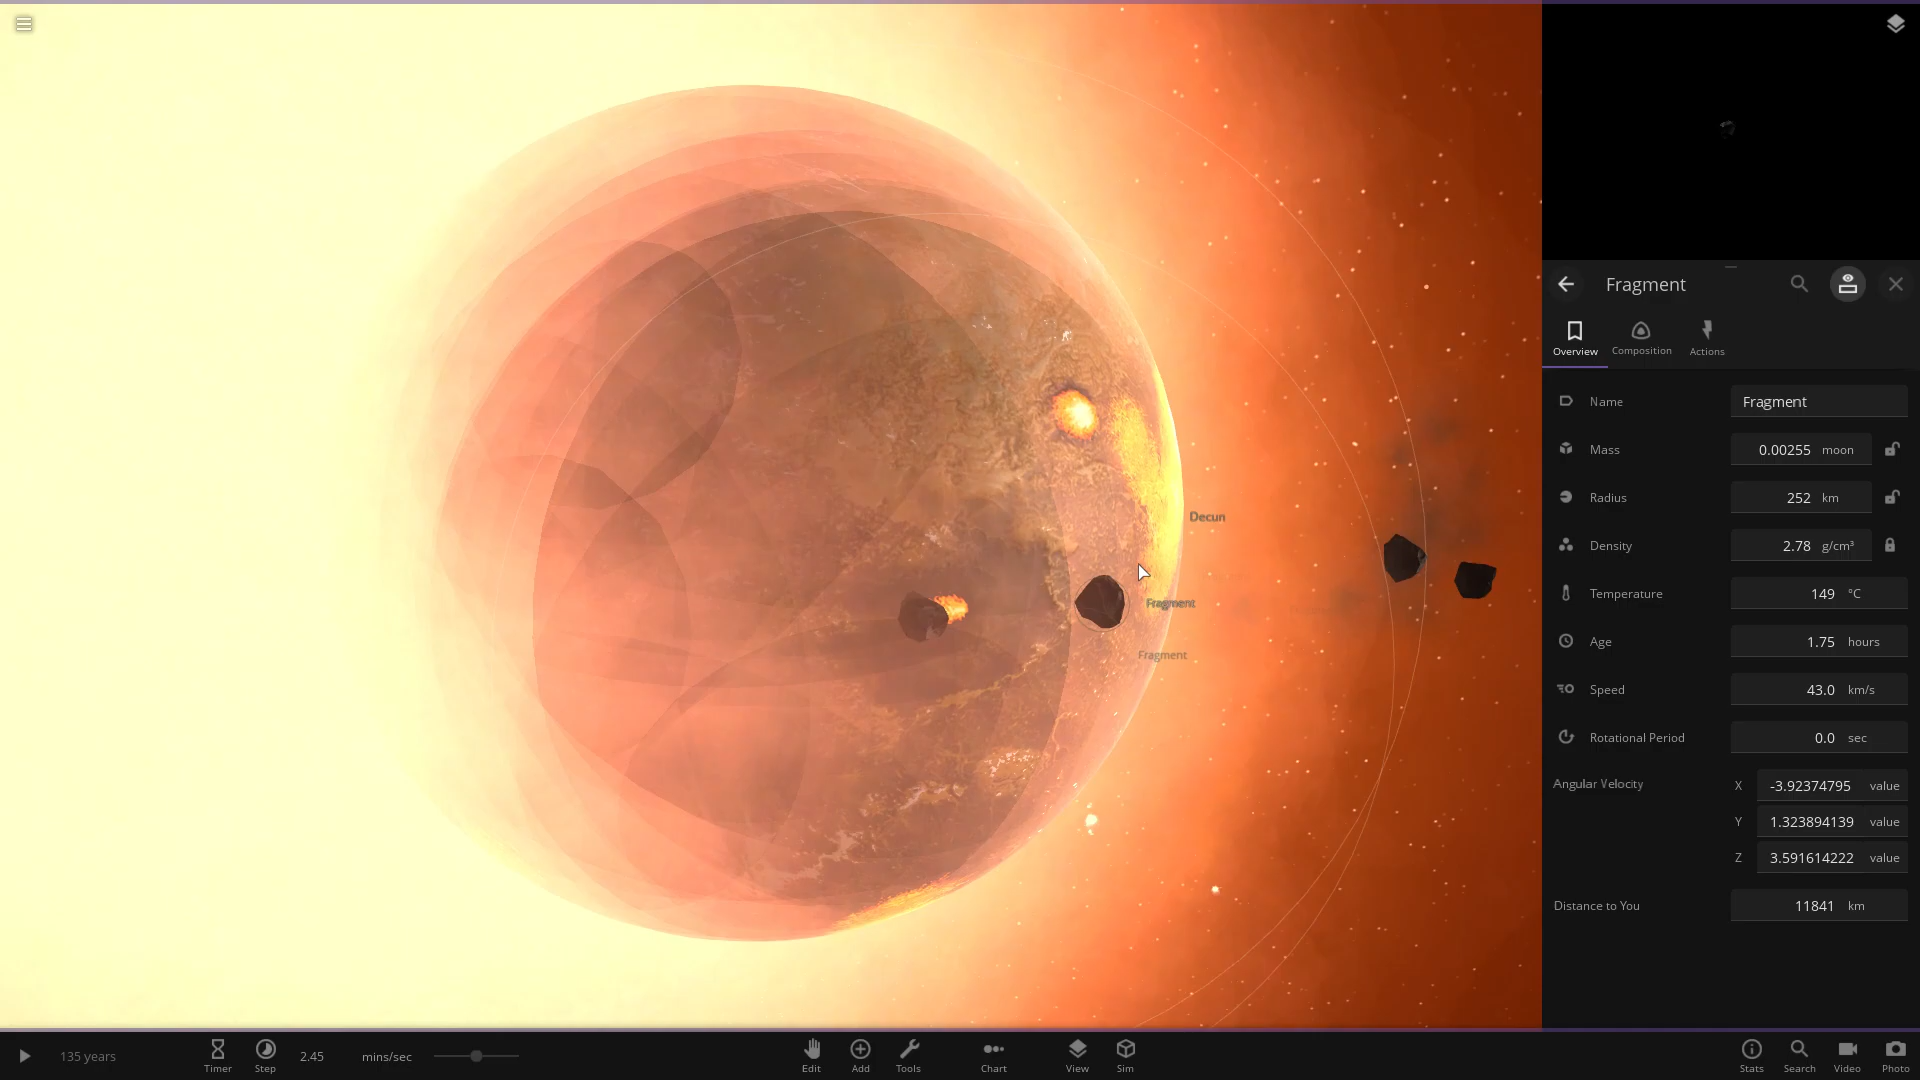 Decun
Fragment
Fragment
Fragment
Overview
Composition
Actions
Name
Fragment
Mass
0.00255 moon
Radius
252 km
Density
2.78 g/cm³
Temperature
149 °C
Age
1.75 hours
Speed
43.0 km/s
Rotational Period
0.0 sec
Angular Velocity
X -3.92374795 value
Y 1.323894139 value
Z 3.591614222 value
Distance to You
11841 km
135 years
Timer
Step
2.45 mins/sec
Edit
Add
Tools
Chart
View
Sim
Stats
Search
Video
Photo